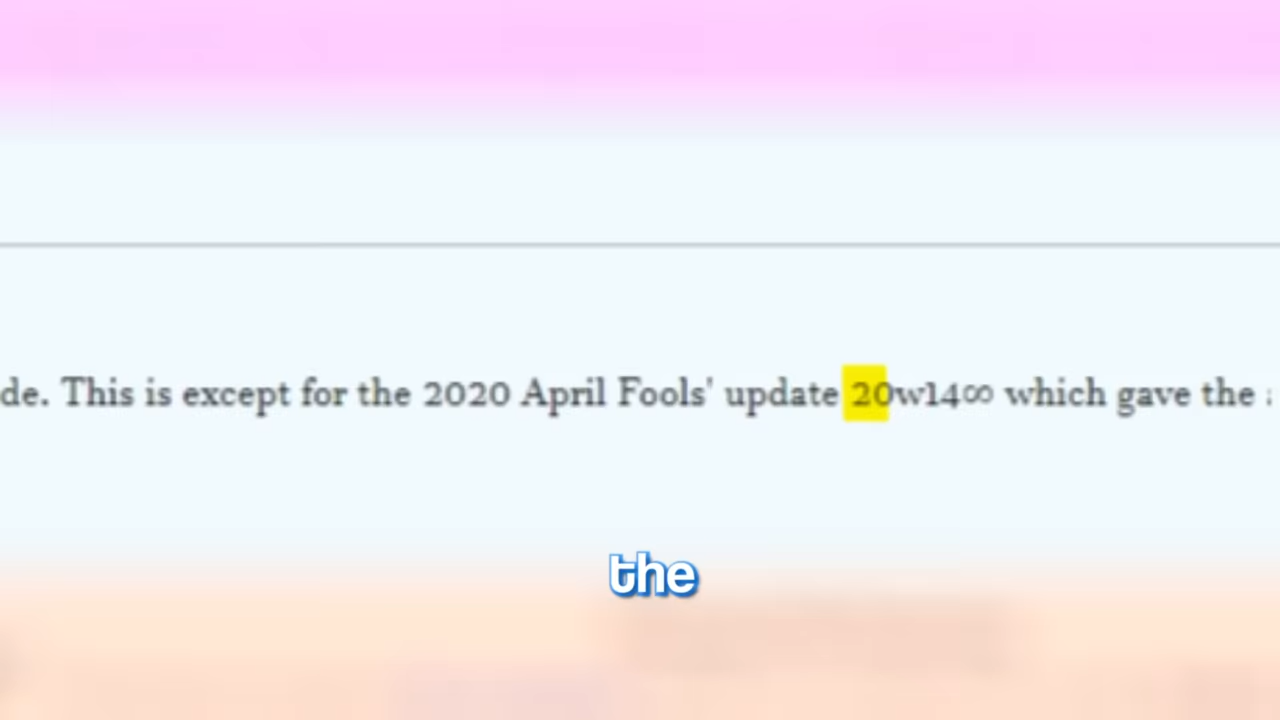 de. This is except for the 2020 April Fools' update 20w14∞ which gave the
the